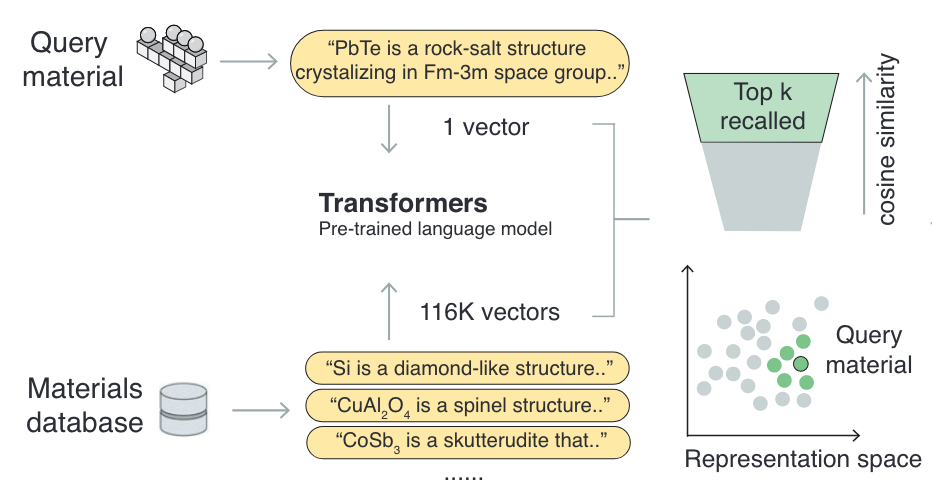 Query
material
“PbTe is a rock-salt structure
crystalizing in Fm-3m space group..”
1 vector
Transformers
Pre-trained language model
116K vectors
Materials
database
“Si is a diamond-like structure..”
“CuAl₂O₄ is a spinel structure..”
“CoSb₃ is a skutterudite that..”
......
Top k
recalled
cosine similarity
Query
material
Representation space